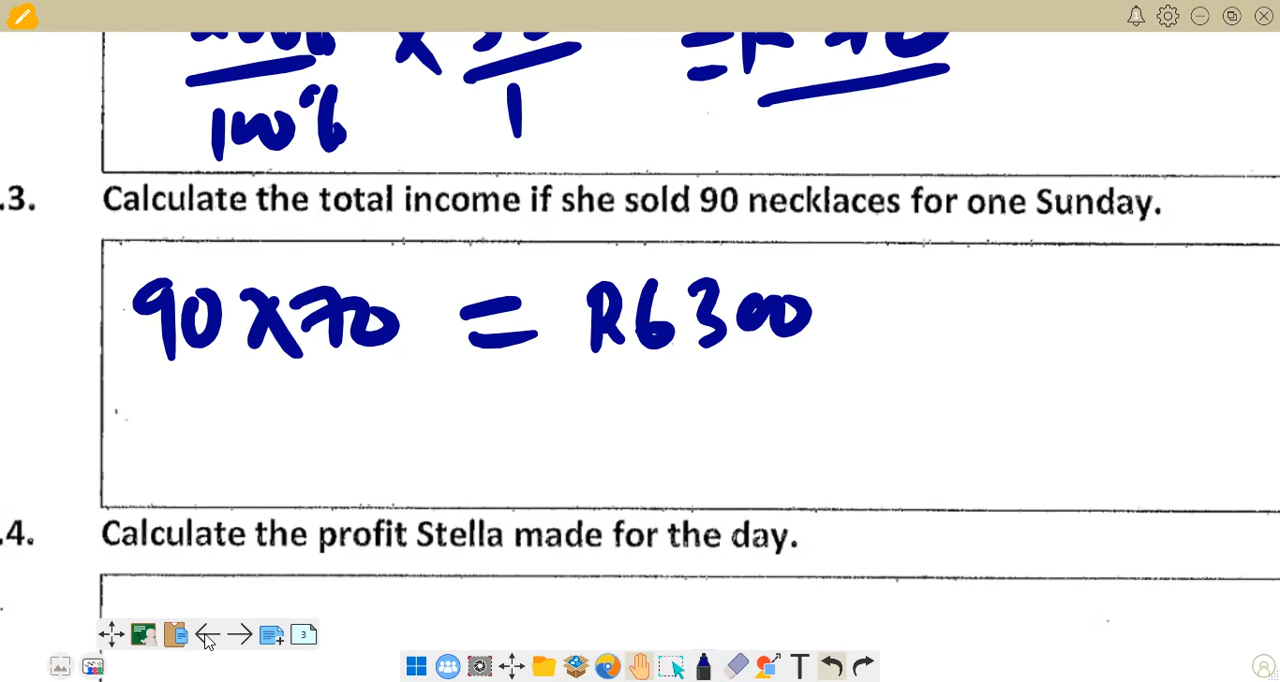 100%
1
.3. Calculate the total income if she sold 90 necklaces for one Sunday.
90 x 70 = R6300
.4. Calculate the profit Stella made for the day.
3